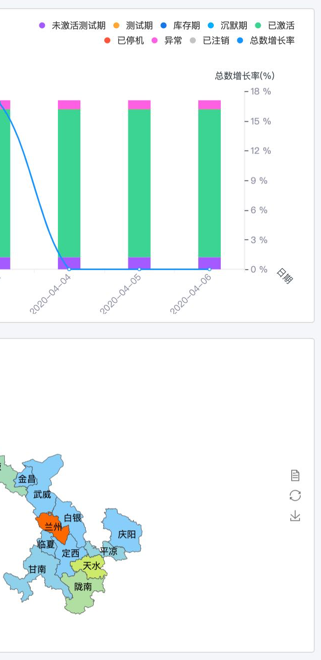 未激活测试期 测试期 库存期 沉默期 已激活
已停机 异常 已注销 总数增长率
总数增长率(%)
18 %
15 %
12 %
9 %
6 %
3 %
0 %
日期
2020-04-04 2020-04-05 2020-04-06
金昌
武威
白银
兰州
庆阳
临夏
定西 平凉
甘南 天水
陇南